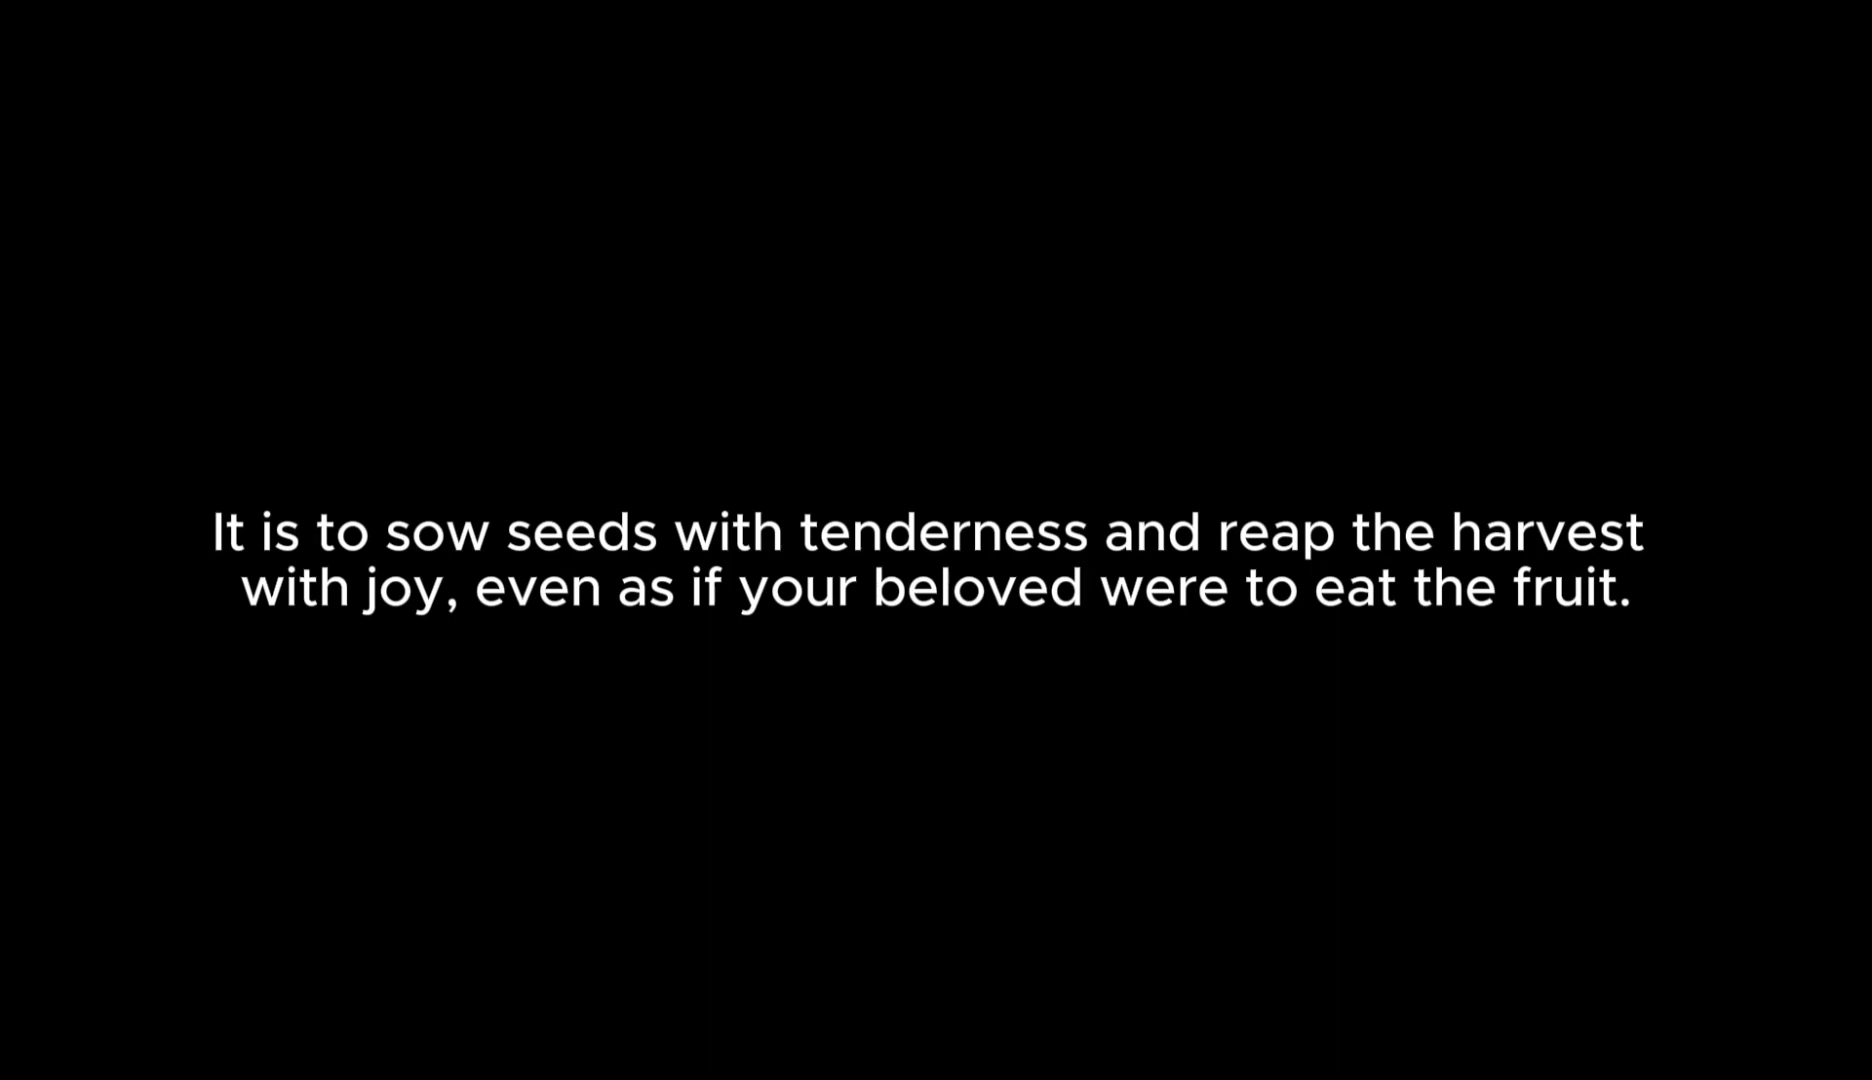 It is to sow seeds with tenderness and reap the harvest
with joy, even as if your beloved were to eat the fruit.